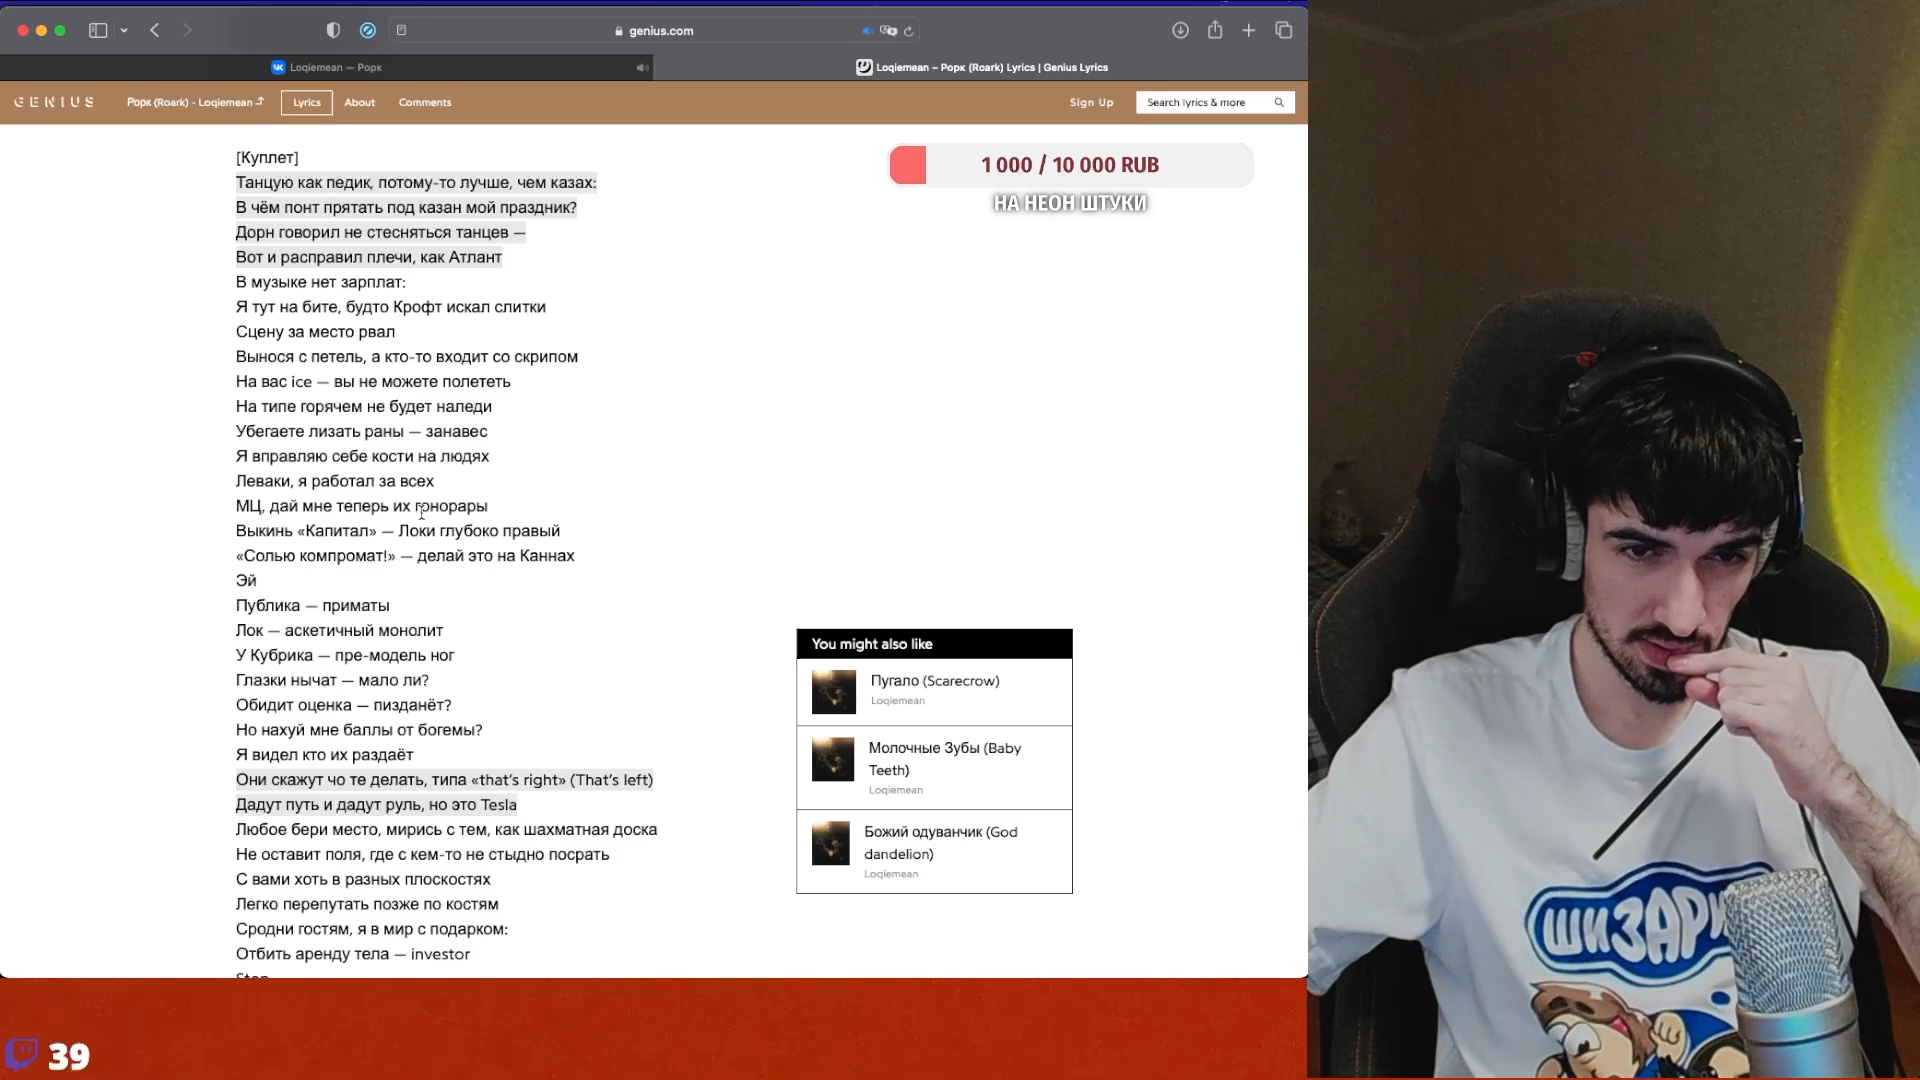 genius.com
Loqiemean — Рорк
Loqiemean – Рорк (Roark) Lyrics | Genius Lyrics
GENIUS
Рорк (Roark) - Loqiemean
Lyrics
About
Comments
Sign Up
Search lyrics & more
[Куплет]
Танцую как педик, потому-то лучше, чем казах:
В чём понт прятать под казан мой праздник?
Дорн говорил не стесняться танцев —
Вот и расправил плечи, как Атлант
В музыке нет зарплат:
Я тут на бите, будто Крофт искал слитки
Сцену за место рвал
Вынося с петель, а кто-то входит со скрипом
На вас ice — вы не можете полететь
На типе горячем не будет наледи
Убегаете лизать раны — занавес
Я вправляю себе кости на людях
Леваки, я работал за всех
МЦ, дай мне теперь их гонорары
Выкинь «Капитал» — Локи глубоко правый
«Солью компромат!» — делай это на Каннах
Эй
Публика — приматы
Лок — аскетичный монолит
У Кубрика — пре-модель ног
Глазки нычат — мало ли?
Обидит оценка — пизданёт?
Но нахуй мне баллы от богемы?
Я видел кто их раздаёт
Они скажут чо те делать, типа «that’s right» (That’s left)
Дадут путь и дадут руль, но это Tesla
Любое бери место, мирись с тем, как шахматная доска
Не оставит поля, где с кем-то не стыдно посрать
С вами хоть в разных плоскостях
Легко перепутать позже по костям
Сродни гостям, я в мир с подарком:
Отбить аренду тела — investor
Stop
1 000 / 10 000 RUB
НА НЕОН ШТУКИ
You might also like
Пугало (Scarecrow)
Loqiemean
Молочные Зубы (Baby
Teeth)
Loqiemean
Божий одуванчик (God
dandelion)
Loqiemean
39